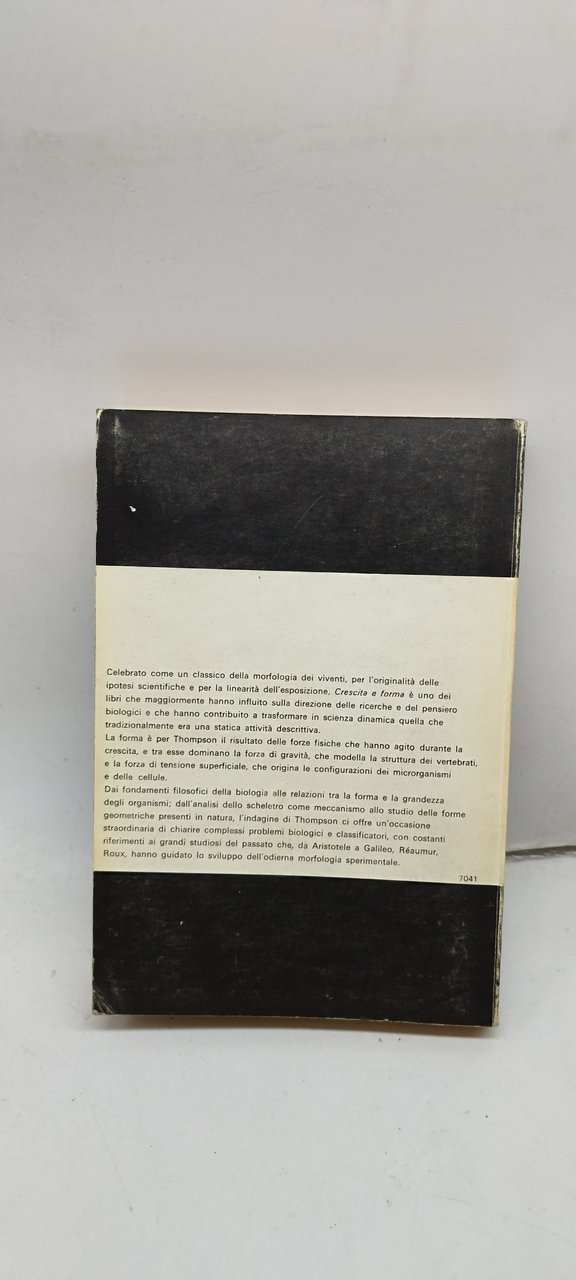 Celebrato come un classico della morfologia dei viventi, per l'originalità delle
ipotesi scientifiche e per la linearità dell'esposizione, Crescita e forma è uno dei
libri che maggiormente hanno influito sulla direzione delle ricerche e del pensiero
biologici e che hanno contribuito a trasformare in scienza dinamica quella che
tradizionalmente era una statica attività descrittiva.
La forma è per Thompson il risultato delle forze fisiche che hanno agito durante la
crescita, e tra esse dominano la forza di gravità, che modella la struttura dei vertebrati,
e la forza di tensione superficiale, che origina le configurazioni dei microrganismi
e delle cellule.
Dai fondamenti filosofici della biologia alle relazioni tra la forma e la grandezza
degli organismi; dall'analisi dello scheletro come meccanismo allo studio delle forme
geometriche presenti in natura, l'indagine di Thompson ci offre un'occasione
straordinaria di chiarire complessi problemi biologici e classificatori, con costanti
riferimenti ai grandi studiosi del passato che, da Aristotele a Galileo, Réaumur,
Roux, hanno guidato lo sviluppo dell'odierna morfologia sperimentale.
7041